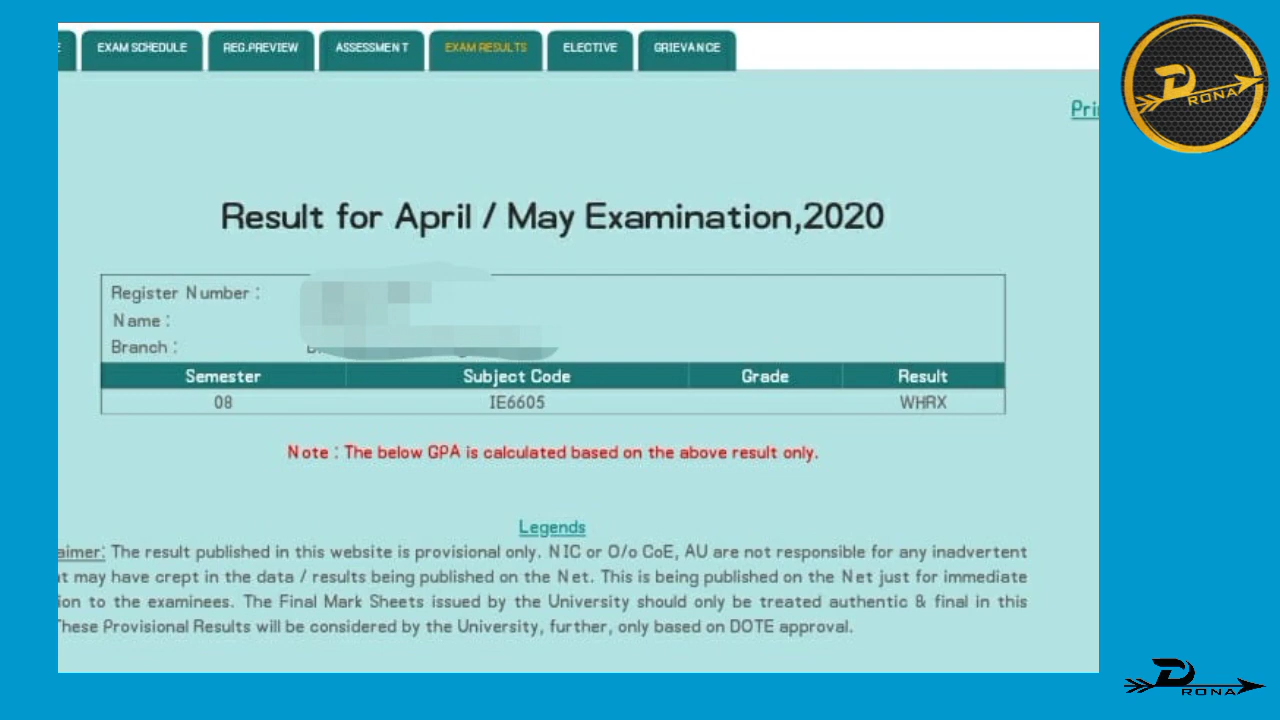 EXAM SCHEDULE REG.PREVIEW ASSESSMENT EXAM RESULTS ELECTIVE GRIEVANCE
DRONA
Result for April / May Examination,2020
Register Number :
Name :
Branch :
Semester Subject Code Grade Result
08 IE6605 WHRX
Note : The below GPA is calculated based on the above result only.
Legends
aimer: The result published in this website is provisional only. NIC or O/o CoE, AU are not responsible for any inadvertent
t may have crept in the data / results being published on the Net. This is being published on the Net just for immediate
ion to the examinees. The Final Mark Sheets issued by the University should only be treated authentic & final in this
These Provisional Results will be considered by the University, further, only based on DOTE approval.
DRONA